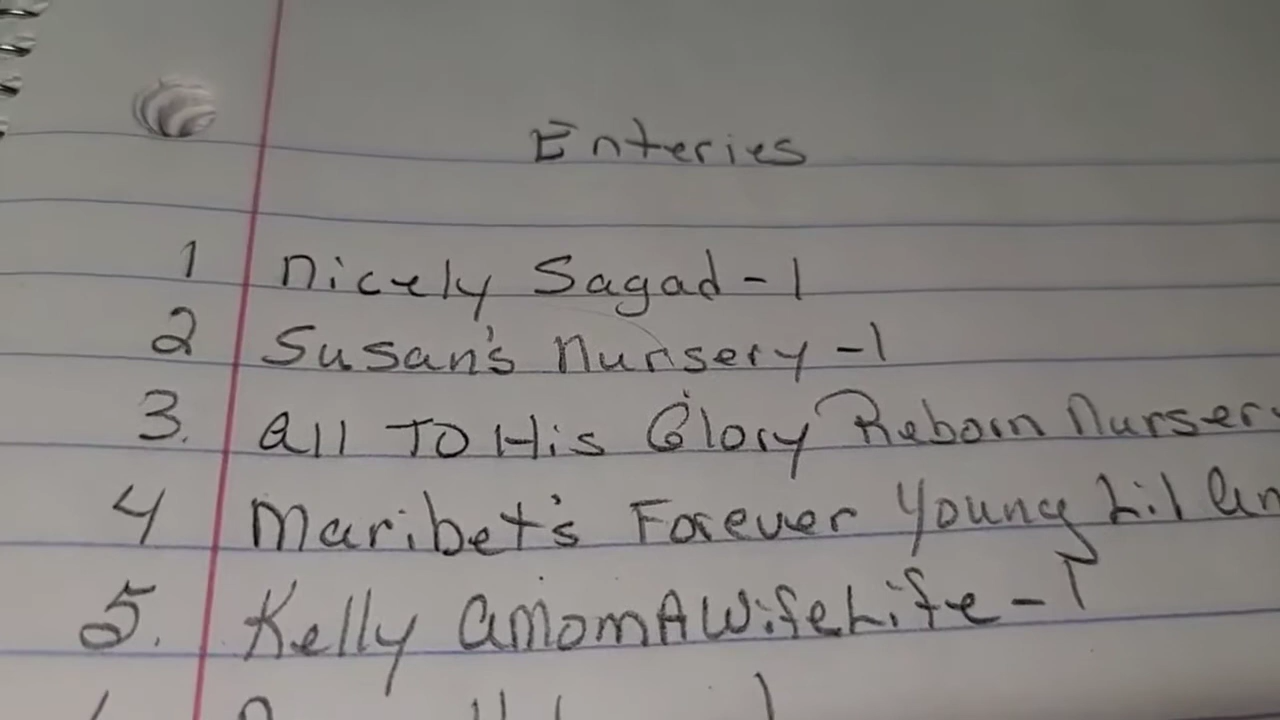 Enteries
1 Nicely Sagad - 1
2 Susan's Nursery - 1
3. All To His Glory Reborn Nurser
4 Maribet's Forever Young Lil An
5. Kelly AMomAWifeLife - 1